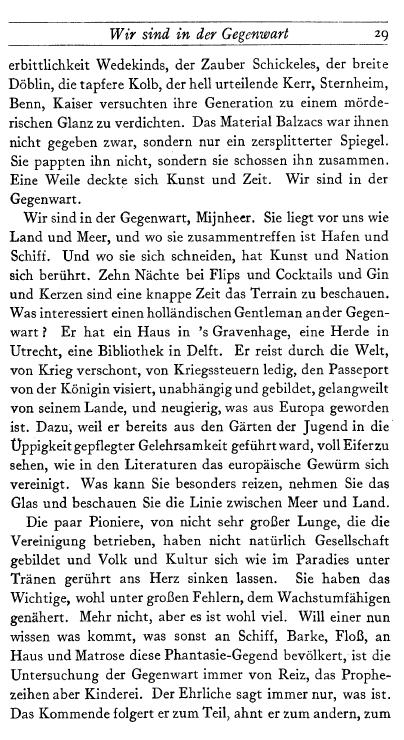 Wir sind in der Gegenwart 29
erbittlichkeit Wedekinds, der Zauber Schickeles, der breite
Döblin, die tapfere Kolb, der hell urteilende Kerr, Sternheim,
Benn, Kaiser versuchten ihre Generation zu einem mörde-
rischen Glanz zu verdichten. Das Material Balzacs war ihnen
nicht gegeben zwar, sondern nur ein zersplitterter Spiegel.
Sie pappten ihn nicht, sondern sie schossen ihn zusammen.
Eine Weile deckte sich Kunst und Zeit. Wir sind in der
Gegenwart.
Wir sind in der Gegenwart, Mijnheer. Sie liegt vor uns wie
Land und Meer, und wo sie zusammentreffen ist Hafen und
Schiff. Und wo sie sich schneiden, hat Kunst und Nation
sich berührt. Zehn Nächte bei Flips und Cocktails und Gin
und Kerzen sind eine knappe Zeit das Terrain zu beschauen.
Was interessiert einen holländischen Gentleman an der Gegen-
wart? Er hat ein Haus in 's Gravenhage, eine Herde in
Utrecht, eine Bibliothek in Delft. Er reist durch die Welt,
von Krieg verschont, von Kriegssteuern ledig, den Passeport
von der Königin visiert, unabhängig und gebildet, gelangweilt
von seinem Lande, und neugierig, was aus Europa geworden
ist. Dazu, weil er bereits aus den Gärten der Jugend in die
Üppigkeit gepflegter Gelehrsamkeit geführt ward, voll Eifer zu
sehen, wie in den Literaturen das europäische Gewürm sich
vereinigt. Was kann Sie besonders reizen, nehmen Sie das
Glas und beschauen Sie die Linie zwischen Meer und Land.
Die paar Pioniere, von nicht sehr großer Lunge, die die
Vereinigung betrieben, haben nicht natürlich Gesellschaft
gebildet und Volk und Kultur sich wie im Paradies unter
Tränen gerührt ans Herz sinken lassen. Sie haben das
Wichtige, wohl unter großen Fehlern, dem Wachstumfähigen
genähert. Mehr nicht, aber es ist wohl viel. Will einer nun
wissen was kommt, was sonst an Schiff, Barke, Floß, an
Haus und Matrose diese Phantasie-Gegend bevölkert, ist die
Untersuchung der Gegenwart immer von Reiz, das Prophe-
zeihen aber Kinderei. Der Ehrliche sagt immer nur, was ist.
Das Kommende folgert er zum Teil, ahnt er zum andern, zum